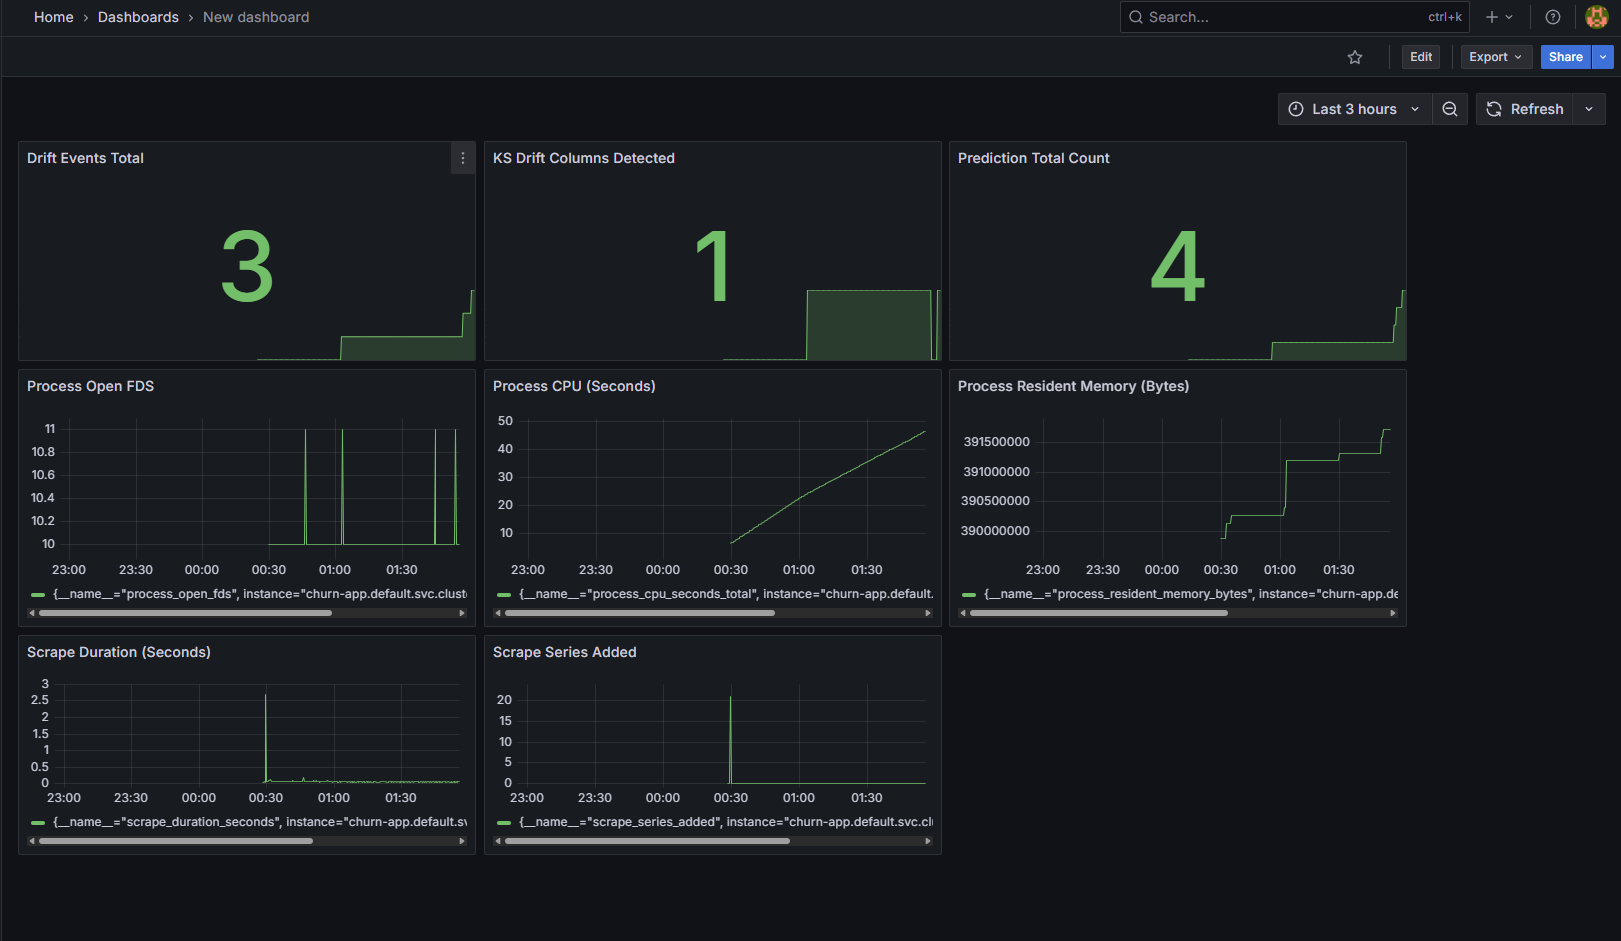 Home › Dashboards › New dashboard
Search... ctrl+k
Edit Export Share
Last 3 hours Refresh
Drift Events Total
3
KS Drift Columns Detected
1
Prediction Total Count
4
Process Open FDS
11
10.8
10.6
10.4
10.2
10
23:00 23:30 00:00 00:30 01:00 01:30
{__name__="process_open_fds", instance="churn-app.default.svc.cluste
Process CPU (Seconds)
50
40
30
20
10
23:00 23:30 00:00 00:30 01:00 01:30
{__name__="process_cpu_seconds_total", instance="churn-app.default.
Process Resident Memory (Bytes)
391500000
391000000
390500000
390000000
23:00 23:30 00:00 00:30 01:00 01:30
{__name__="process_resident_memory_bytes", instance="churn-app.de
Scrape Duration (Seconds)
3
2.5
2
1.5
1
0.5
0
23:00 23:30 00:00 00:30 01:00 01:30
{__name__="scrape_duration_seconds", instance="churn-app.default.sv
Scrape Series Added
20
15
10
5
0
23:00 23:30 00:00 00:30 01:00 01:30
{__name__="scrape_series_added", instance="churn-app.default.svc.cl